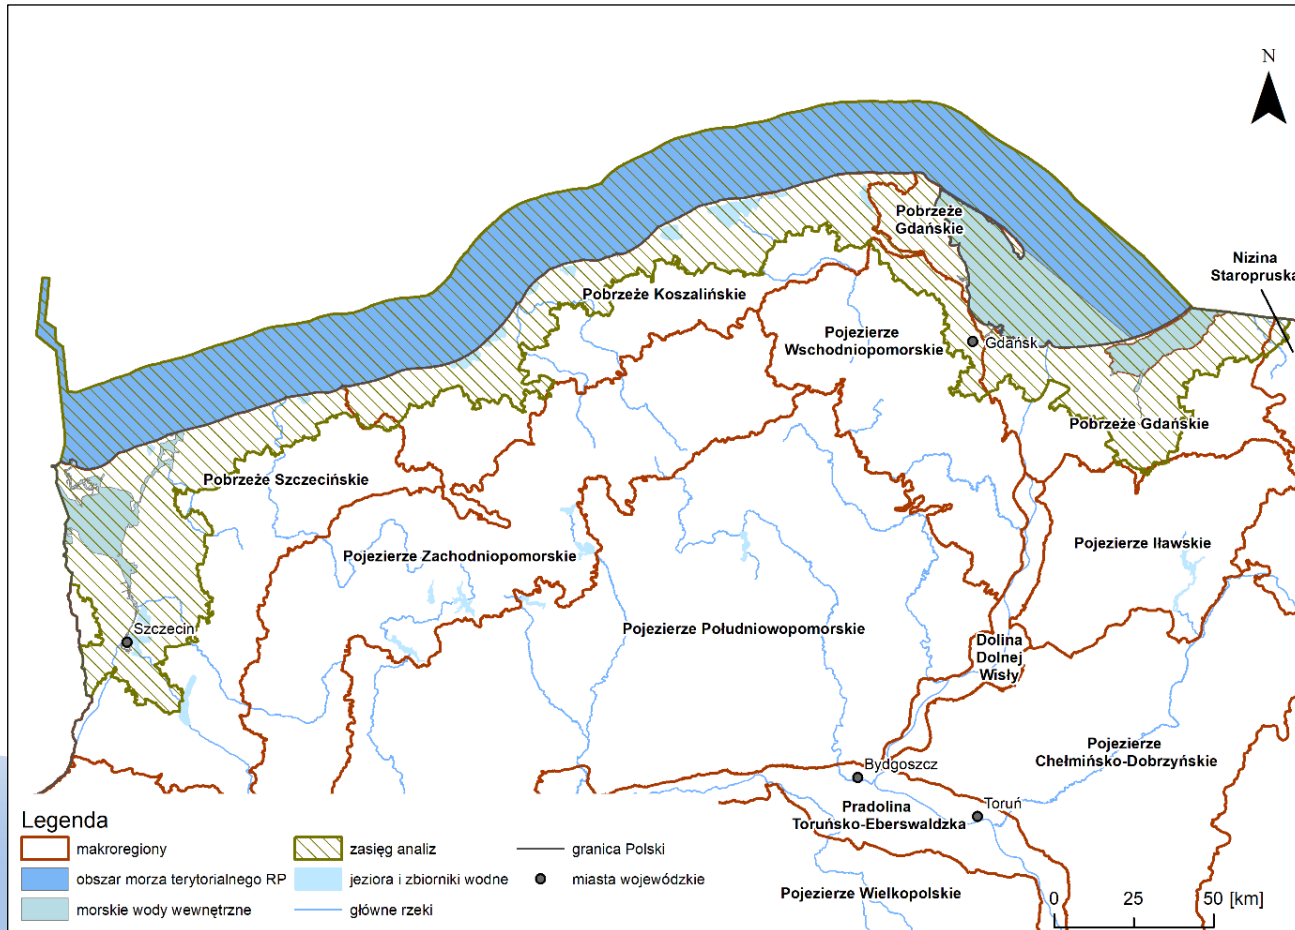 N
Pobrzeże
Gdańskie
Nizina
Staropruska
Pobrzeże Koszalińskie
Pojezierze
Wschodniopomorskie
Gdańsk
Pobrzeże Gdańskie
Pobrzeże Szczecińskie
Pojezierze Zachodniopomorskie
Pojezierze Iławskie
Szczecin
Pojezierze Południowopomorskie
Dolina
Dolnej
Wisły
Pojezierze
Chełmińsko-Dobrzyńskie
Bydgoszcz
Toruń
Pradolina
Toruńsko-Eberswaldzka
Pojezierze Wielkopolskie
0 25 50 [km]
Legenda
makroregiony
zasięg analiz
granica Polski
obszar morza terytorialnego RP
jeziora i zbiorniki wodne
miasta wojewódzkie
morskie wody wewnętrzne
główne rzeki